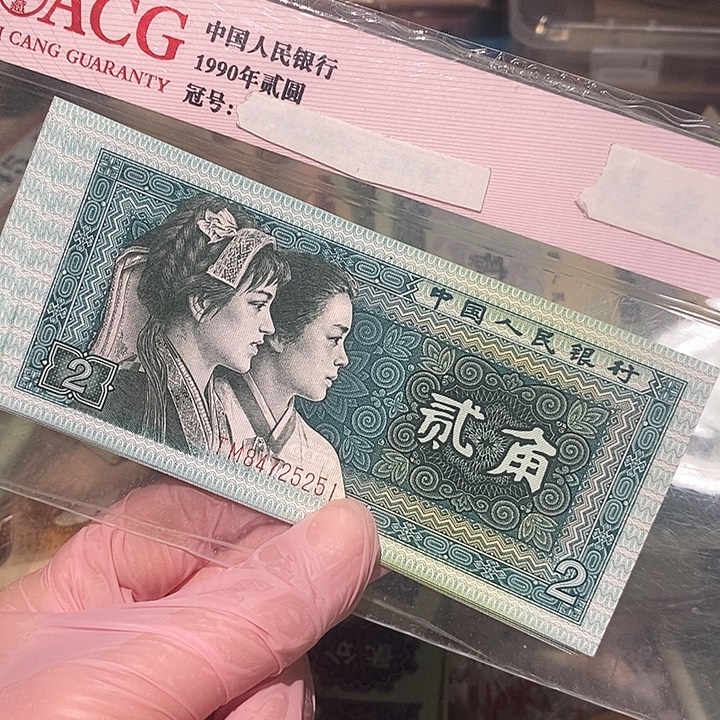 ACG
CANG GUARANTY
中国人民银行
1990年贰圆
冠号:
中国人民银行
贰角
2
TM84725251
2